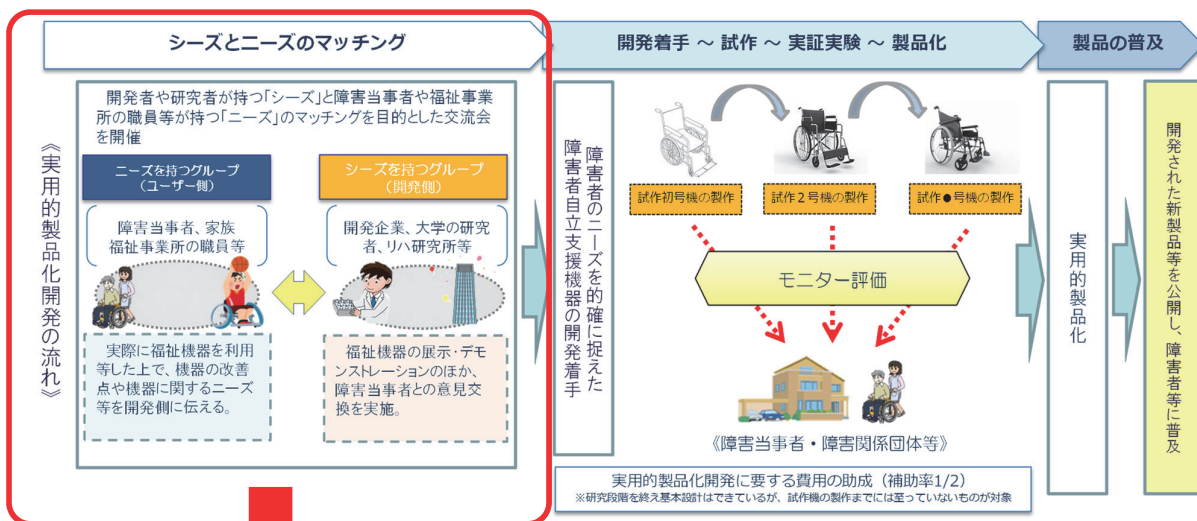 シーズとニーズのマッチング
開発着手 ～ 試作 ～ 実証実験 ～ 製品化
製品の普及
《実用的製品化開発の流れ》
開発者や研究者が持つ「シーズ」と障害当事者や福祉事業
所の職員等が持つ「ニーズ」のマッチングを目的とした交流会
を開催
ニーズを持つグループ
（ユーザー側）
シーズを持つグループ
（開発側）
障害当事者、家族
福祉事業所の職員等
開発企業、大学の研究
者、リハ研究所等
実際に福祉機器を利用
等した上で、機器の改善
点や機器に関するニーズ
等を開発側に伝える。
福祉機器の展示・デモ
ンストレーションのほか、
障害当事者との意見交
換を実施。
障害者のニーズを的確に捉えた
障害者自立支援機器の開発着手
試作初号機の製作
試作２号機の製作
試作●号機の製作
モニター評価
《障害当事者・障害関係団体等》
実用的製品化開発に要する費用の助成（補助率1/2）
※研究段階を終え基本設計はできているが、試作機の製作までには至っていないものが対象
実用的製品化
開発された新製品等を公開し、障害者等に普及